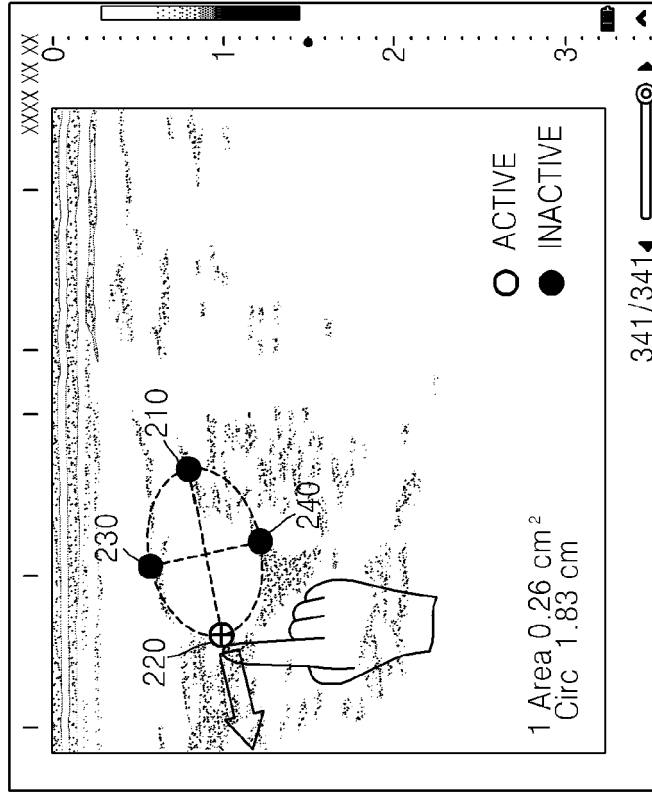 XXXX XX XX
0
1
2
3
210
230
240
220
ACTIVE
INACTIVE
1 Area 0.26 cm²
Circ 1.83 cm
341/341